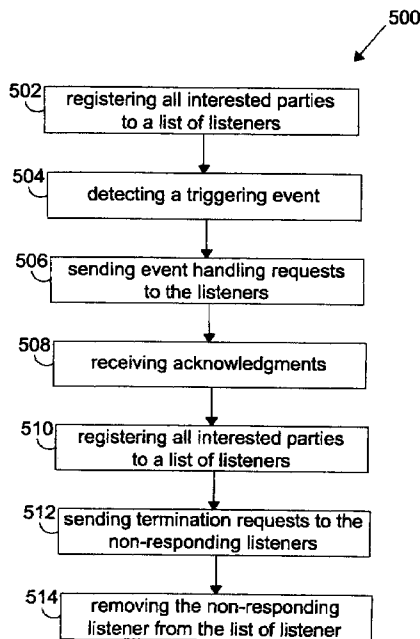 500
502
registering all interested parties
to a list of listeners
504
detecting a triggering event
506
sending event handling requests
to the listeners
508
receiving acknowledgments
510
registering all interested parties
to a list of listeners
512
sending termination requests to the
non-responding listeners
514
removing the non-responding
listener from the list of listener